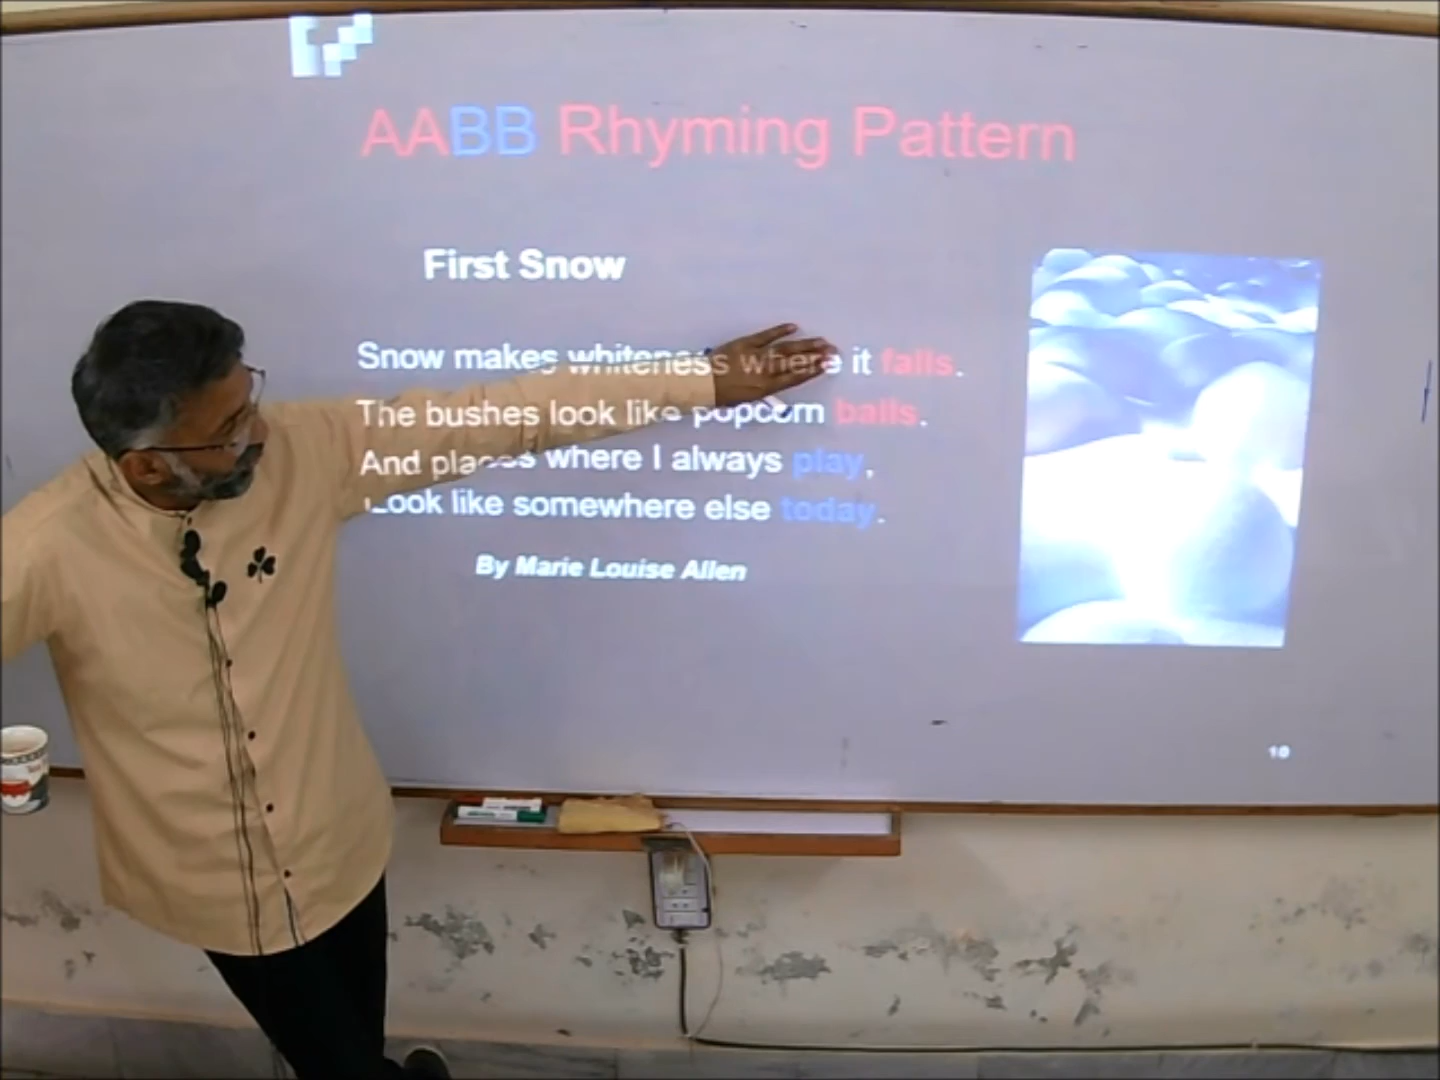 AABB Rhyming Pattern
First Snow
Snow makes whiteness where it falls.
The bushes look like popcorn balls.
And places where I always play,
Look like somewhere else today.
By Marie Louise Allen
10